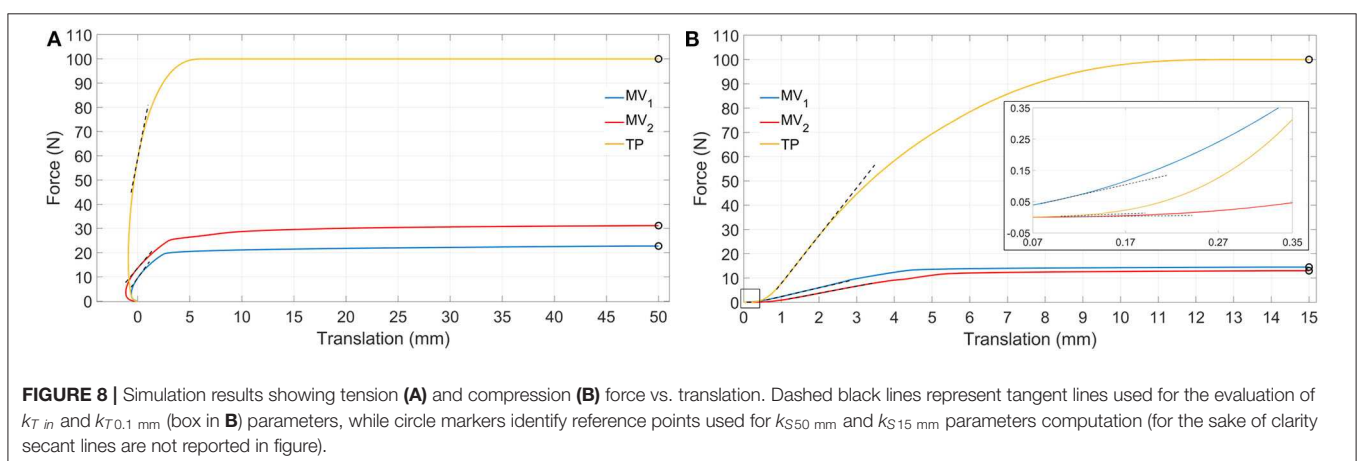 A
110
100
90
80
70
60
50
40
30
20
10
0
Force (N)
MV1
MV2
TP
0 5 10 15 20 25 30 35 40 45 50
Translation (mm)
B
110
100
90
80
70
60
50
40
30
20
10
0
Force (N)
MV1
MV2
TP
0.35
0.25
0.15
0.05
-0.05
0.07 0.17 0.27 0.35
0 1 2 3 4 5 6 7 8 9 10 11 12 13 14 15
Translation (mm)
FIGURE 8 | Simulation results showing tension (A) and compression (B) force vs. translation. Dashed black lines represent tangent lines used for the evaluation of
kT in and kT0.1 mm (box in B) parameters, while circle markers identify reference points used for kS50 mm and kS15 mm parameters computation (for the sake of clarity
secant lines are not reported in figure).